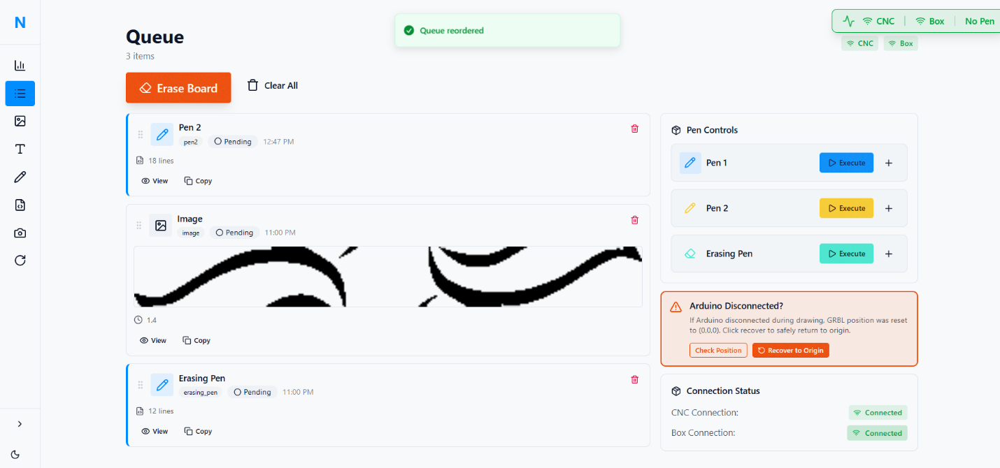 N
Queue reordered
CNC
Box
No Pen
CNC
Box
Queue
3 items
Erase Board
Clear All
Pen 2
pen2
Pending
12:47 PM
18 lines
View
Copy
Image
image
Pending
11:00 PM
1.4
View
Copy
Erasing Pen
erasing_pen
Pending
11:00 PM
12 lines
View
Copy
Pen Controls
Pen 1
Execute
Pen 2
Execute
Erasing Pen
Execute
Arduino Disconnected?
If Arduino disconnected during drawing, GRBL position was reset
to (0,0,0). Click recover to safely return to origin.
Check Position
Recover to Origin
Connection Status
CNC Connection:
Connected
Box Connection:
Connected